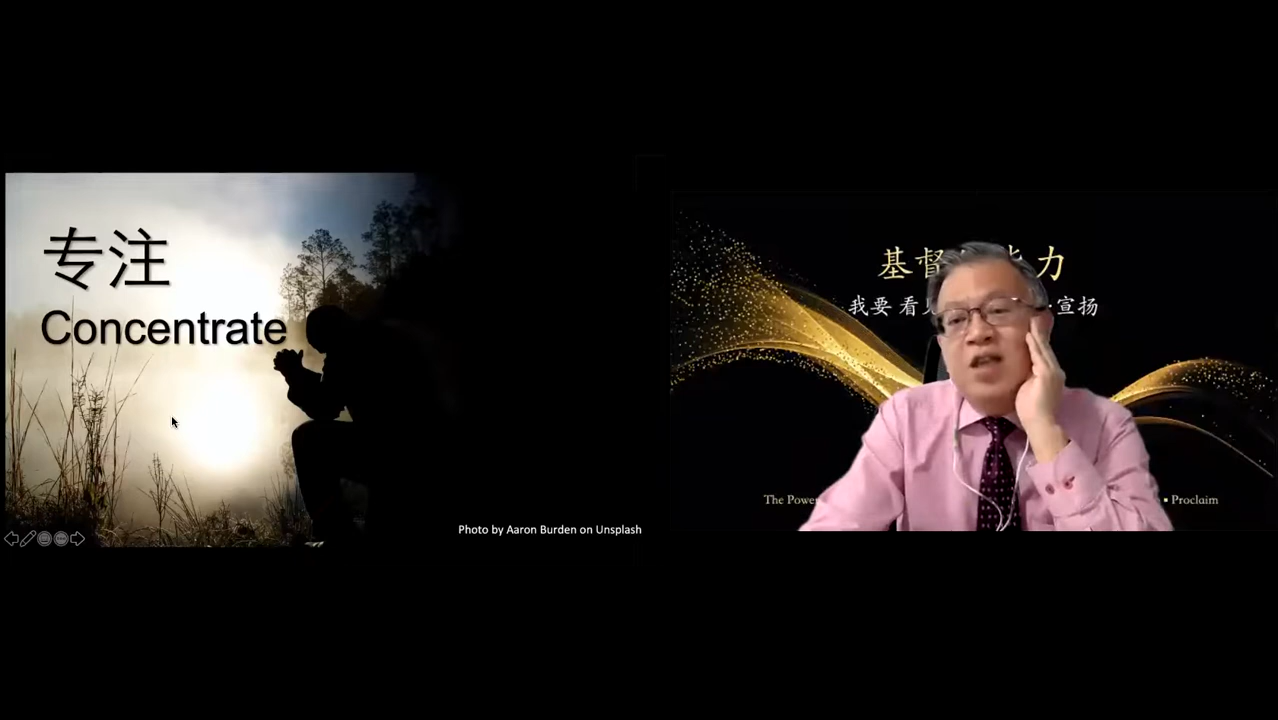 专注
Concentrate
Photo by Aaron Burden on Unsplash
基督 力
我要 看 宣扬
The Power
▪ Proclaim